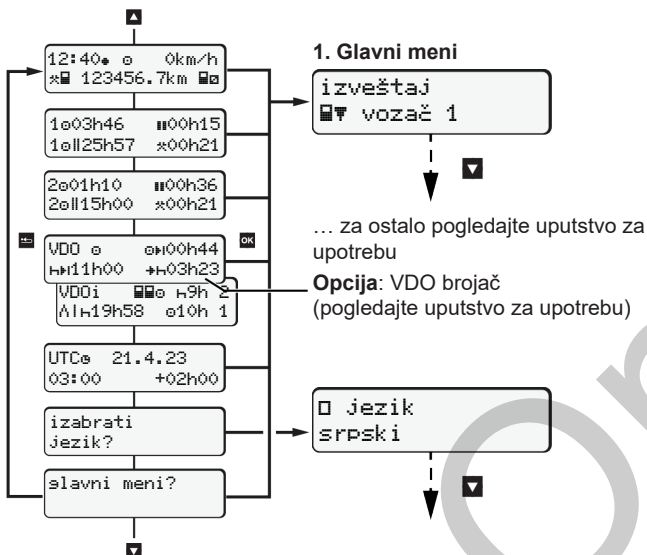 12:40 0km/h
123456.7km
1. Glavni meni
izveštaj
vozač 1
1 03h46 00h15
1 25h57 00h21
2 01h10 00h36
2 15h00 00h21
… za ostalo pogledajte uputstvo za
upotrebu
VDO 00h44
11h00 03h23
OK
Opcija: VDO brojač
(pogledajte uputstvo za upotrebu)
VDOi 9h 2
19h58 10h 1
UTC 21.4.23
03:00 +02h00
izabrati
jezik?
jezik
srpski
glavni meni?